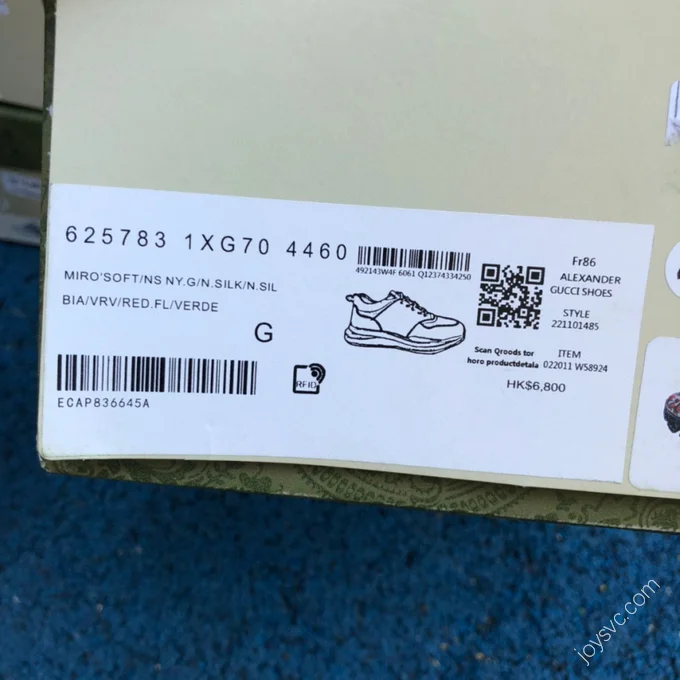 625783 1XG70 4460
MIRO'SOFT/NS NY.G/N.SILK/N.SIL
BIA/VRV/RED.FL/VERDE
G
ECAP836645A
RFID
492143W4F 6061 Q12374334250
Scan Qroods tor
horo productdetala
Fr86
ALEXANDER
GUCCI SHOES
STYLE
221101485
ITEM
022011 W58924
HK$6,800
joysvc.com